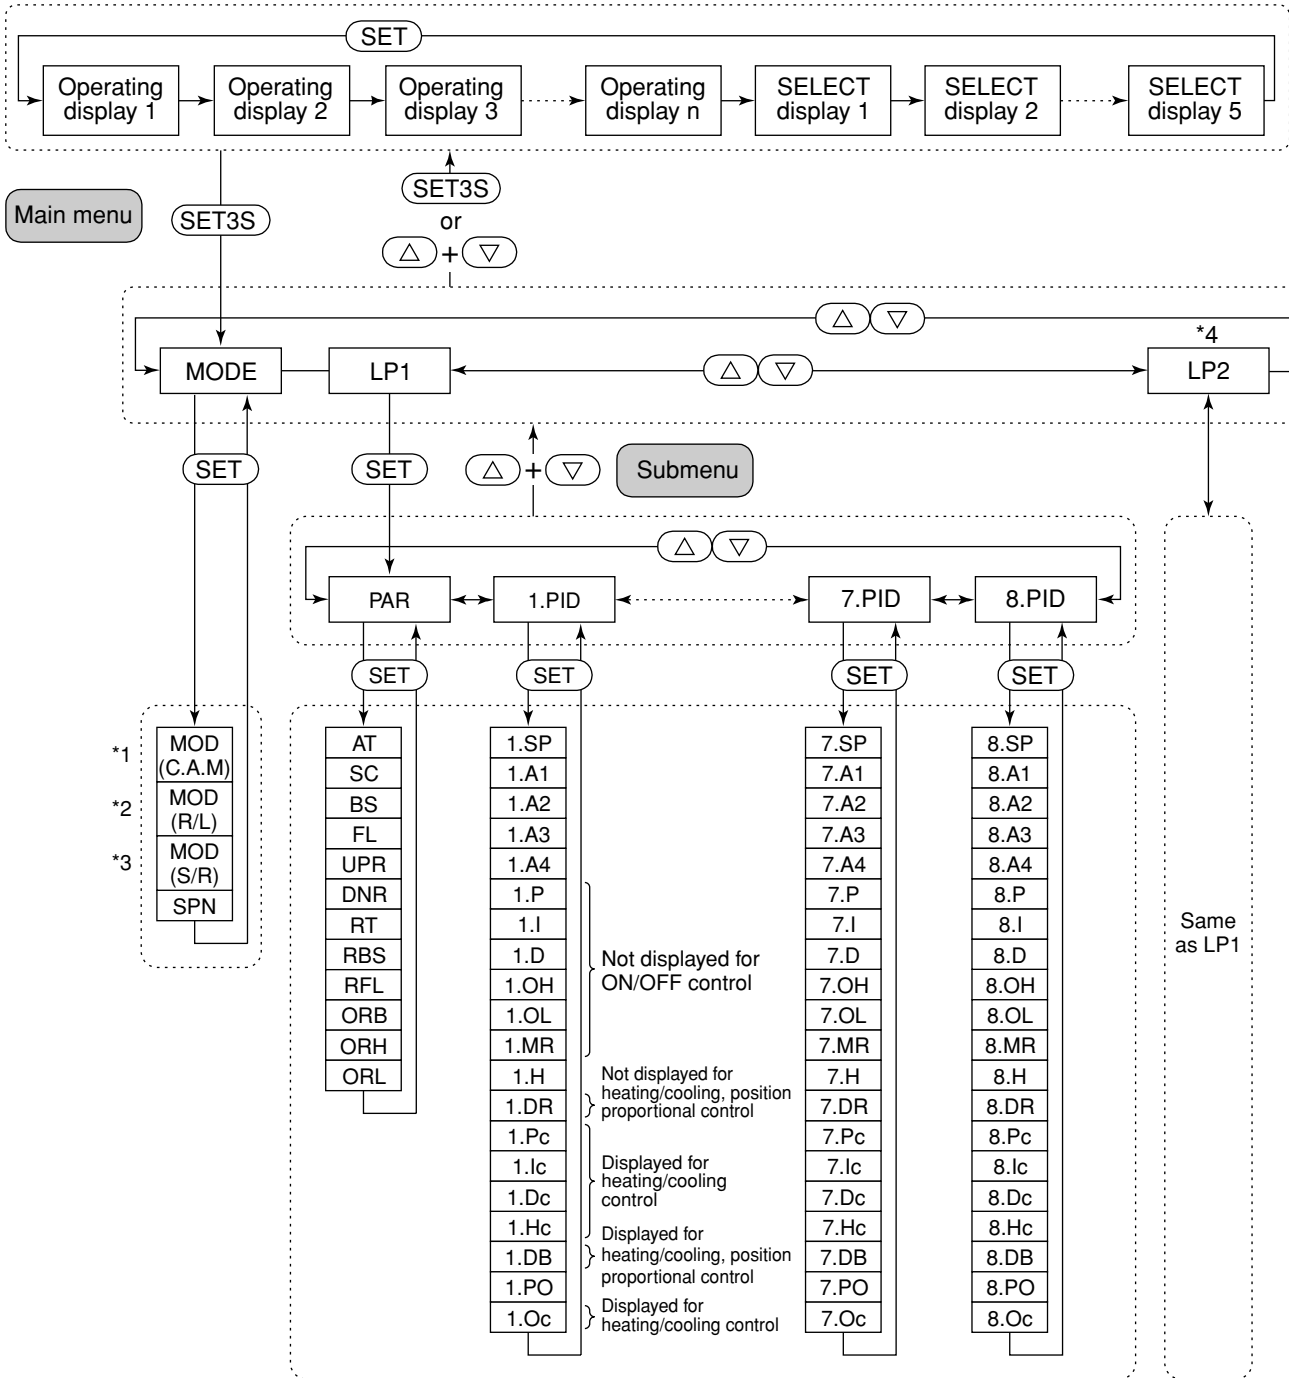 SET
Operating
display 1
Operating
display 2
Operating
display 3
Operating
display n
SELECT
display 1
SELECT
display 2
SELECT
display 5
Main menu
SET3S
SET3S
or
△ + ▽
△ ▽
*4
MODE
LP1
△ ▽
LP2
SET
SET
△ + ▽
Submenu
△ ▽
PAR
1.PID
7.PID
8.PID
SET
SET
SET
SET
*1
MOD
(C.A.M)
*2
MOD
(R/L)
*3
MOD
(S/R)
SPN
AT
SC
BS
FL
UPR
DNR
RT
RBS
RFL
ORB
ORH
ORL
1.SP
1.A1
1.A2
1.A3
1.A4
1.P
1.I
1.D
1.OH
1.OL
1.MR
1.H
1.DR
1.Pc
1.Ic
1.Dc
1.Hc
1.DB
1.PO
1.Oc
Not displayed for
ON/OFF control
Not displayed for
heating/cooling, position
proportional control
Displayed for
heating/cooling
control
Displayed for
heating/cooling, position
proportional control
Displayed for
heating/cooling control
7.SP
7.A1
7.A2
7.A3
7.A4
7.P
7.I
7.D
7.OH
7.OL
7.MR
7.H
7.DR
7.Pc
7.Ic
7.Dc
7.Hc
7.DB
7.PO
7.Oc
8.SP
8.A1
8.A2
8.A3
8.A4
8.P
8.I
8.D
8.OH
8.OL
8.MR
8.H
8.DR
8.Pc
8.Ic
8.Dc
8.Hc
8.DB
8.PO
8.Oc
Same
as LP1